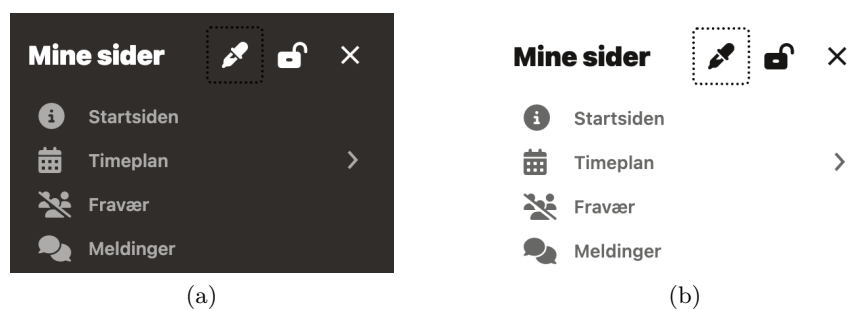 Mine sider
Startsiden
Timeplan
Fravær
Meldinger
(a)
Mine sider
Startsiden
Timeplan
Fravær
Meldinger
(b)